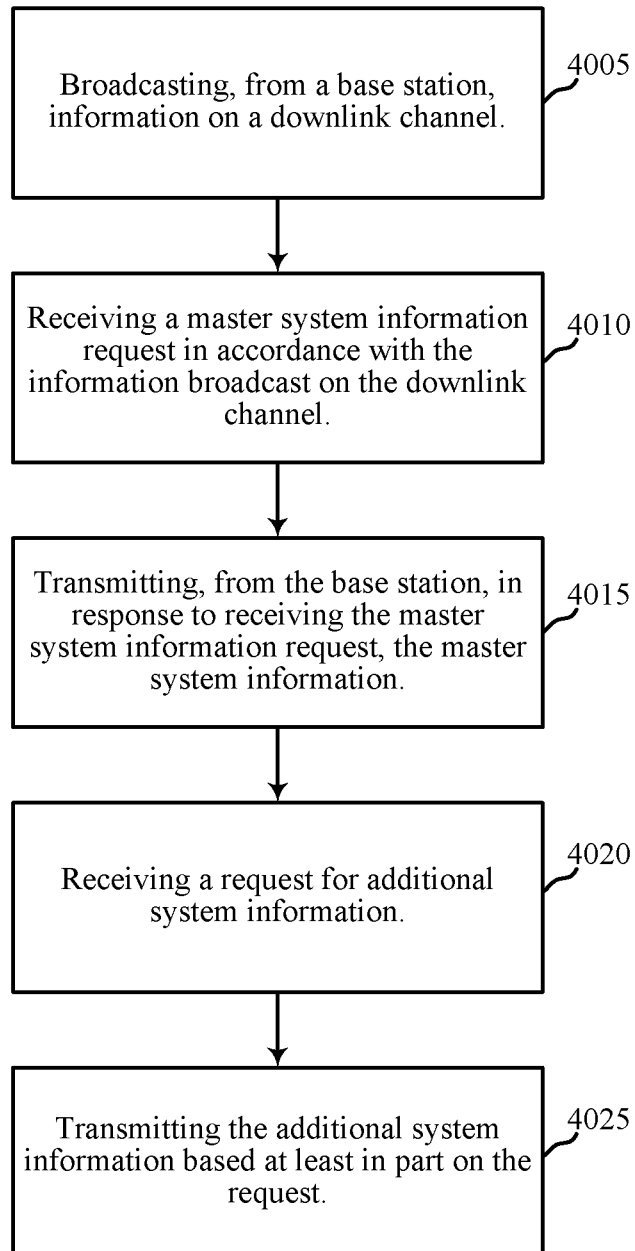 Broadcasting, from a base station,
information on a downlink channel.
4005
Receiving a master system information
request in accordance with the
information broadcast on the downlink
channel.
4010
Transmitting, from the base station, in
response to receiving the master
system information request, the master
system information.
4015
Receiving a request for additional
system information.
4020
Transmitting the additional system
information based at least in part on the
request.
4025